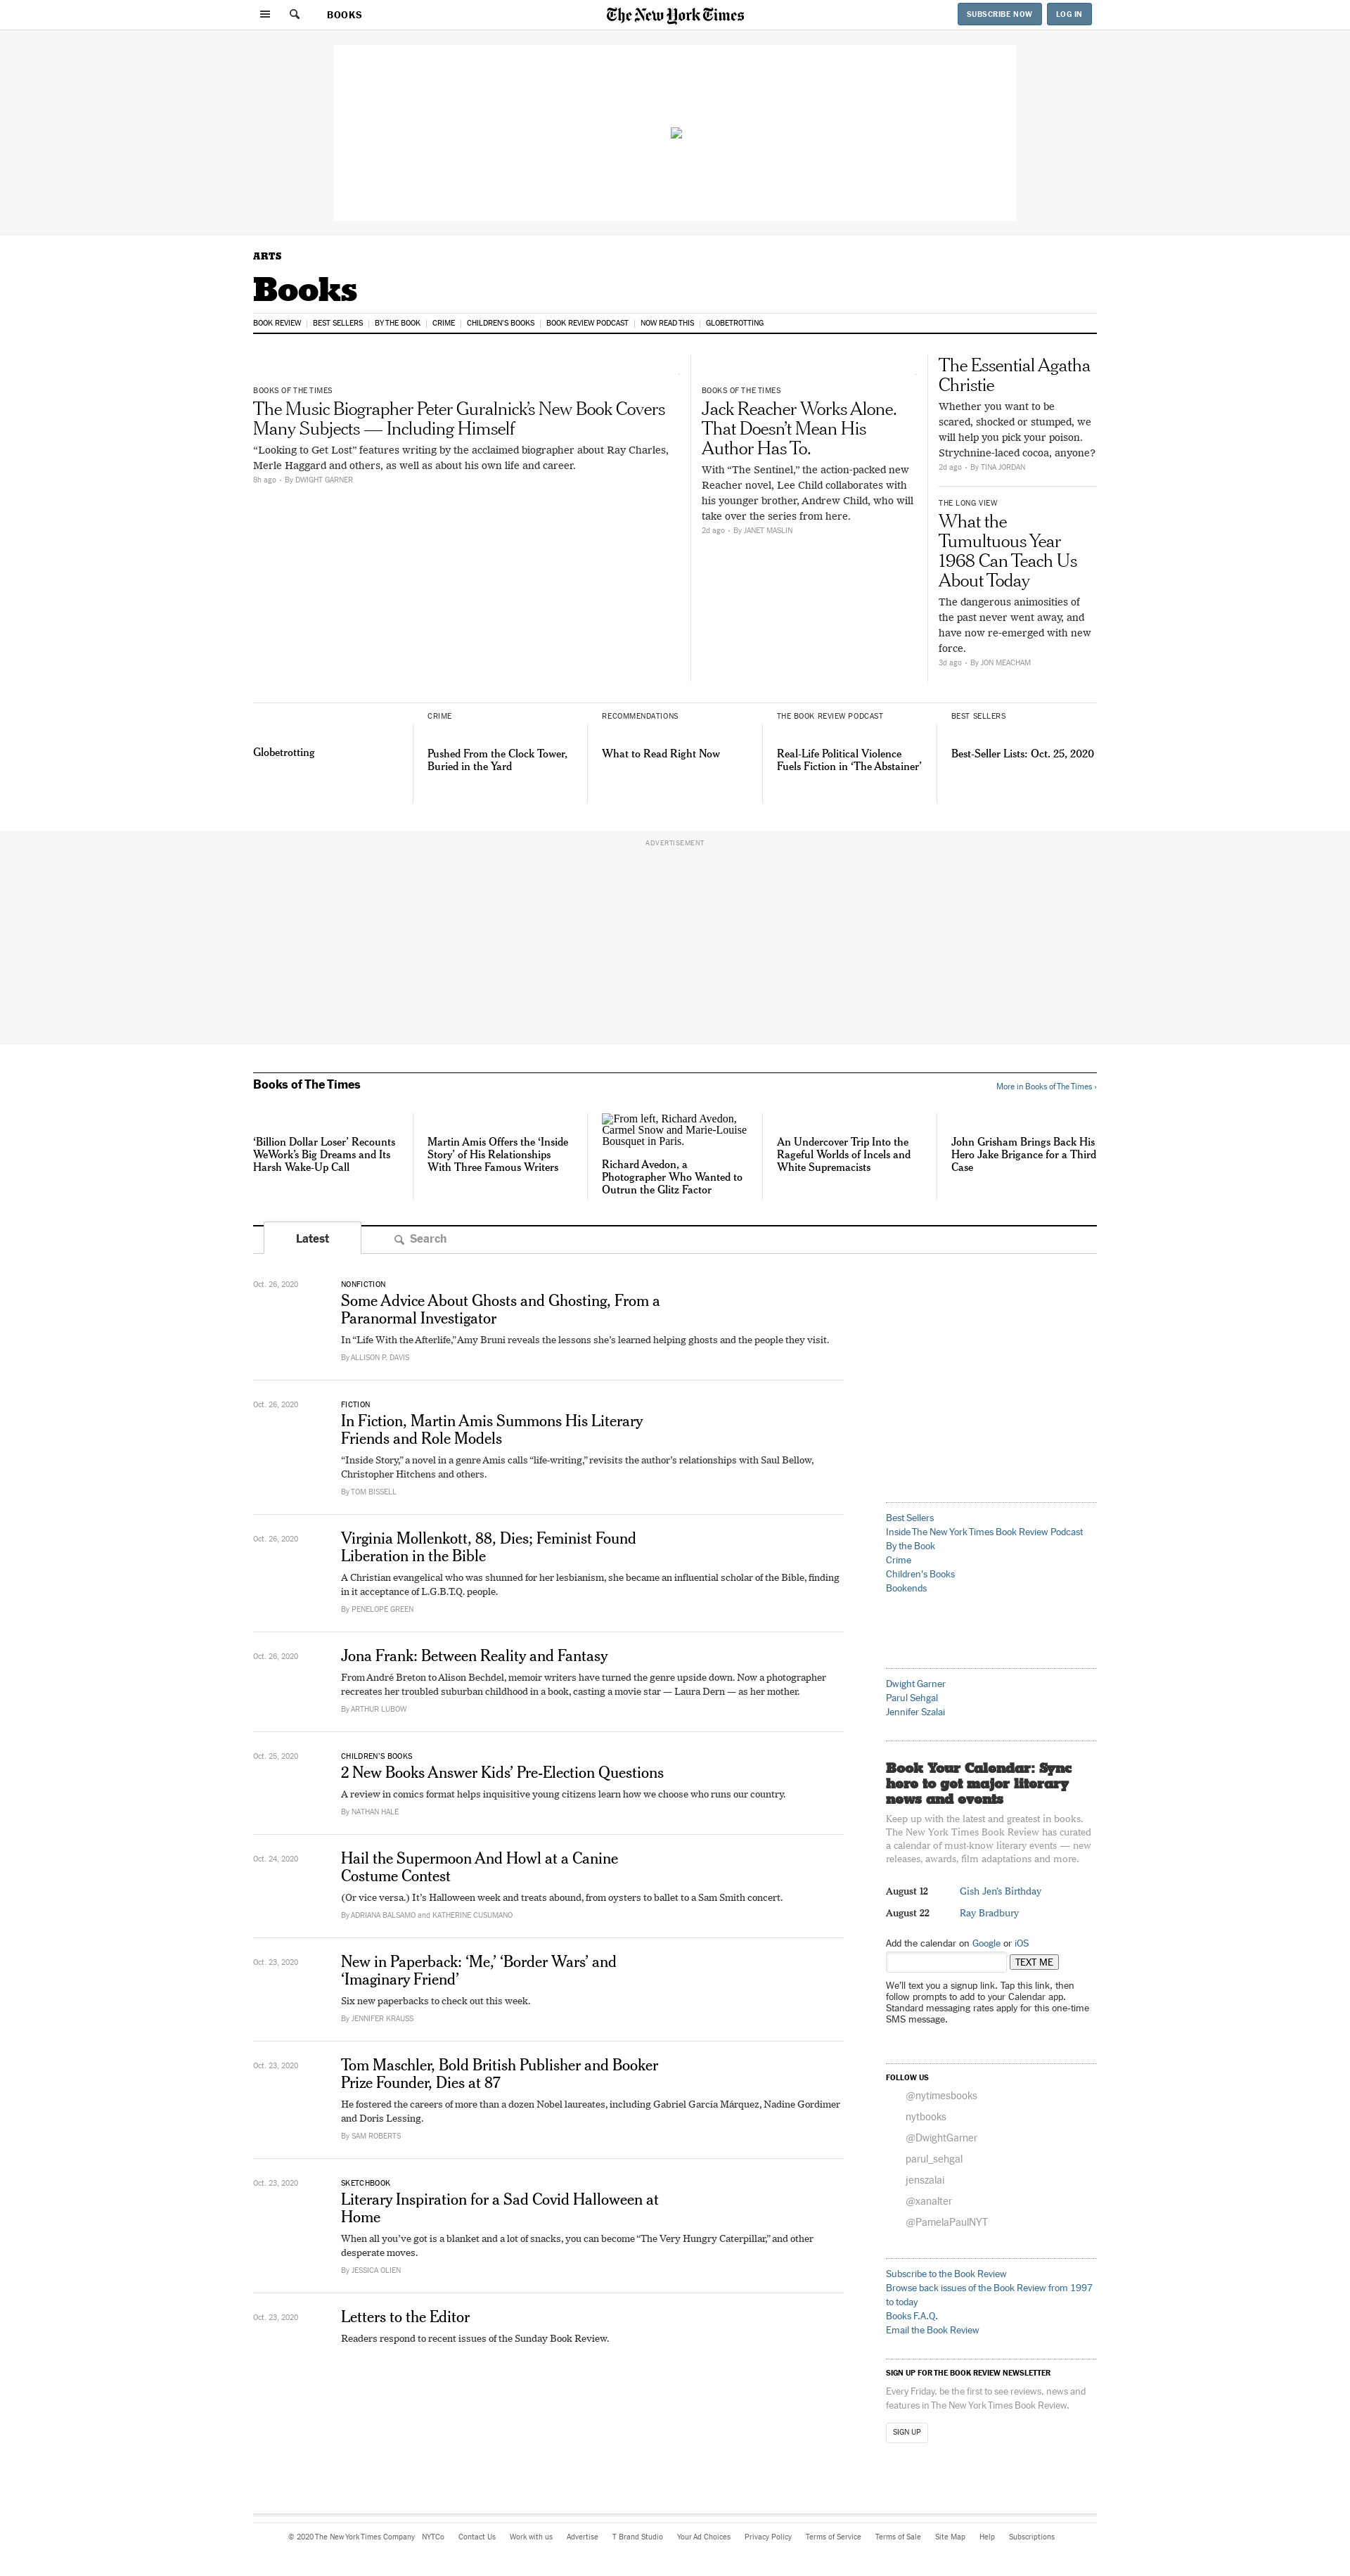 BOOKS
The New York Times
SUBSCRIBE NOW
LOG IN
ARTS
Books
BOOK REVIEW
BEST SELLERS
BY THE BOOK
CRIME
CHILDREN'S BOOKS
BOOK REVIEW PODCAST
NOW READ THIS
GLOBETROTTING
BOOKS OF THE TIMES
The Music Biographer Peter Guralnick’s New Book Covers
Many Subjects — Including Himself
“Looking to Get Lost” features writing by the acclaimed biographer about Ray Charles,
Merle Haggard and others, as well as about his own life and career.
8h ago • By DWIGHT GARNER
BOOKS OF THE TIMES
Jack Reacher Works Alone.
That Doesn’t Mean His
Author Has To.
With “The Sentinel,” the action-packed new
Reacher novel, Lee Child collaborates with
his younger brother, Andrew Child, who will
take over the series from here.
2d ago • By JANET MASLIN
The Essential Agatha
Christie
Whether you want to be
scared, shocked or stumped, we
will help you pick your poison.
Strychnine-laced cocoa, anyone?
2d ago • By TINA JORDAN
THE LONG VIEW
What the
Tumultuous Year
1968 Can Teach Us
About Today
The dangerous animosities of
the past never went away, and
have now re-emerged with new
force.
3d ago • By JON MEACHAM
Globetrotting
CRIME
Pushed From the Clock Tower,
Buried in the Yard
RECOMMENDATIONS
What to Read Right Now
THE BOOK REVIEW PODCAST
Real-Life Political Violence
Fuels Fiction in ‘The Abstainer’
BEST SELLERS
Best-Seller Lists: Oct. 25, 2020
ADVERTISEMENT
Books of The Times
More in Books of The Times ›
‘Billion Dollar Loser’ Recounts
WeWork’s Big Dreams and Its
Harsh Wake-Up Call
Martin Amis Offers the ‘Inside
Story’ of His Relationships
With Three Famous Writers
From left, Richard Avedon,
Carmel Snow and Marie-Louise
Bousquet in Paris.
Richard Avedon, a
Photographer Who Wanted to
Outrun the Glitz Factor
An Undercover Trip Into the
Rageful Worlds of Incels and
White Supremacists
John Grisham Brings Back His
Hero Jake Brigance for a Third
Case
Latest
Search
Oct. 26, 2020
NONFICTION
Some Advice About Ghosts and Ghosting, From a
Paranormal Investigator
In “Life With the Afterlife,” Amy Bruni reveals the lessons she’s learned helping ghosts and the people they visit.
By ALLISON P. DAVIS
Oct. 26, 2020
FICTION
In Fiction, Martin Amis Summons His Literary
Friends and Role Models
“Inside Story,” a novel in a genre Amis calls “life-writing,” revisits the author’s relationships with Saul Bellow,
Christopher Hitchens and others.
By TOM BISSELL
Oct. 26, 2020
Virginia Mollenkott, 88, Dies; Feminist Found
Liberation in the Bible
A Christian evangelical who was shunned for her lesbianism, she became an influential scholar of the Bible, finding
in it acceptance of L.G.B.T.Q. people.
By PENELOPE GREEN
Oct. 26, 2020
Jona Frank: Between Reality and Fantasy
From André Breton to Alison Bechdel, memoir writers have turned the genre upside down. Now a photographer
recreates her troubled suburban childhood in a book, casting a movie star — Laura Dern — as her mother.
By ARTHUR LUBOW
Oct. 25, 2020
CHILDREN’S BOOKS
2 New Books Answer Kids’ Pre-Election Questions
A review in comics format helps inquisitive young citizens learn how we choose who runs our country.
By NATHAN HALE
Oct. 24, 2020
Hail the Supermoon And Howl at a Canine
Costume Contest
(Or vice versa.) It’s Halloween week and treats abound, from oysters to ballet to a Sam Smith concert.
By ADRIANA BALSAMO and KATHERINE CUSUMANO
Oct. 23, 2020
New in Paperback: ‘Me,’ ‘Border Wars’ and
‘Imaginary Friend’
Six new paperbacks to check out this week.
By JENNIFER KRAUSS
Oct. 23, 2020
Tom Maschler, Bold British Publisher and Booker
Prize Founder, Dies at 87
He fostered the careers of more than a dozen Nobel laureates, including Gabriel García Márquez, Nadine Gordimer
and Doris Lessing.
By SAM ROBERTS
Oct. 23, 2020
SKETCHBOOK
Literary Inspiration for a Sad Covid Halloween at
Home
When all you’ve got is a blanket and a lot of snacks, you can become “The Very Hungry Caterpillar,” and other
desperate moves.
By JESSICA OLIEN
Oct. 23, 2020
Letters to the Editor
Readers respond to recent issues of the Sunday Book Review.
Best Sellers
Inside The New York Times Book Review Podcast
By the Book
Crime
Children's Books
Bookends
Dwight Garner
Parul Sehgal
Jennifer Szalai
Book Your Calendar: Sync
here to get major literary
news and events
Keep up with the latest and greatest in books.
The New York Times Book Review has curated
a calendar of must-know literary events — new
releases, awards, film adaptations and more.
August 12 Gish Jen’s Birthday
August 22 Ray Bradbury
Add the calendar on Google or iOS
TEXT ME
We’ll text you a signup link. Tap this link, then
follow prompts to add to your Calendar app.
Standard messaging rates apply for this one-time
SMS message.
FOLLOW US
@nytimesbooks
nytbooks
@DwightGarner
parul_sehgal
jenszalai
@xanalter
@PamelaPaulNYT
Subscribe to the Book Review
Browse back issues of the Book Review from 1997
to today
Books F.A.Q.
Email the Book Review
SIGN UP FOR THE BOOK REVIEW NEWSLETTER
Every Friday, be the first to see reviews, news and
features in The New York Times Book Review.
SIGN UP
© 2020 The New York Times Company NYTCo Contact Us Work with us Advertise T Brand Studio Your Ad Choices Privacy Policy Terms of Service Terms of Sale Site Map Help Subscriptions